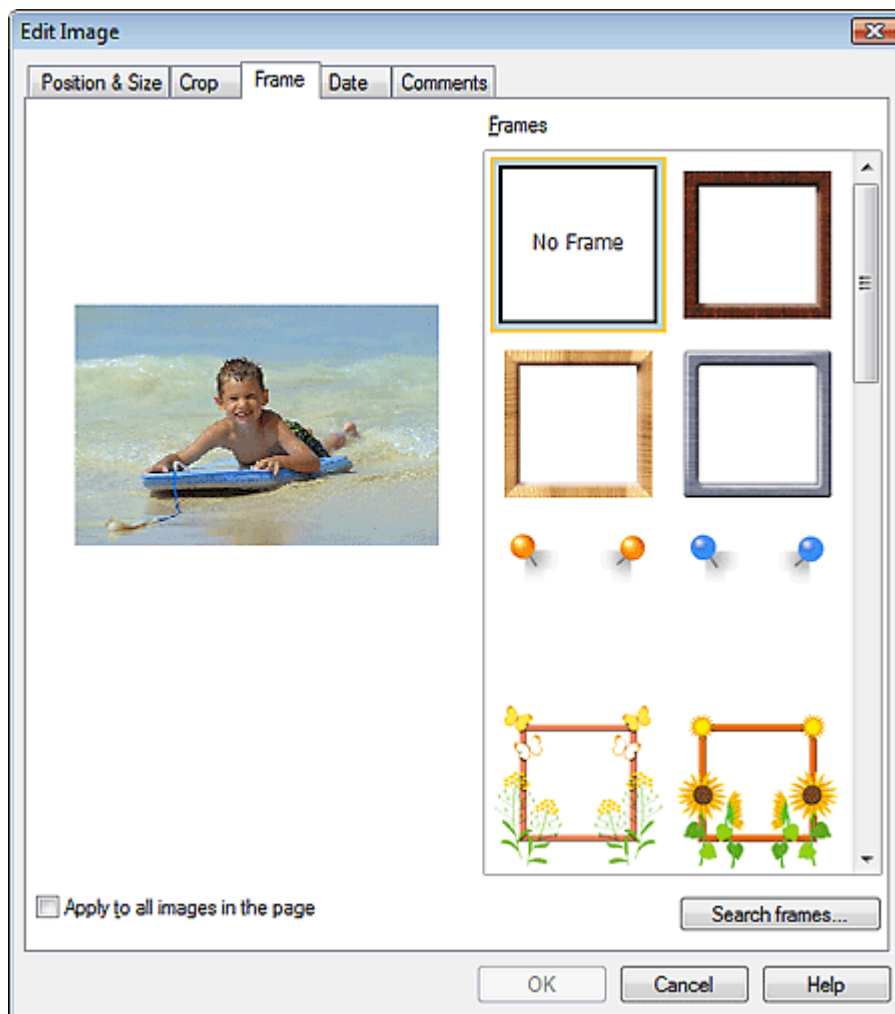 Edit Image
Position & Size Crop Frame Date Comments
Frames
No Frame
Apply to all images in the page
Search frames...
OK Cancel Help